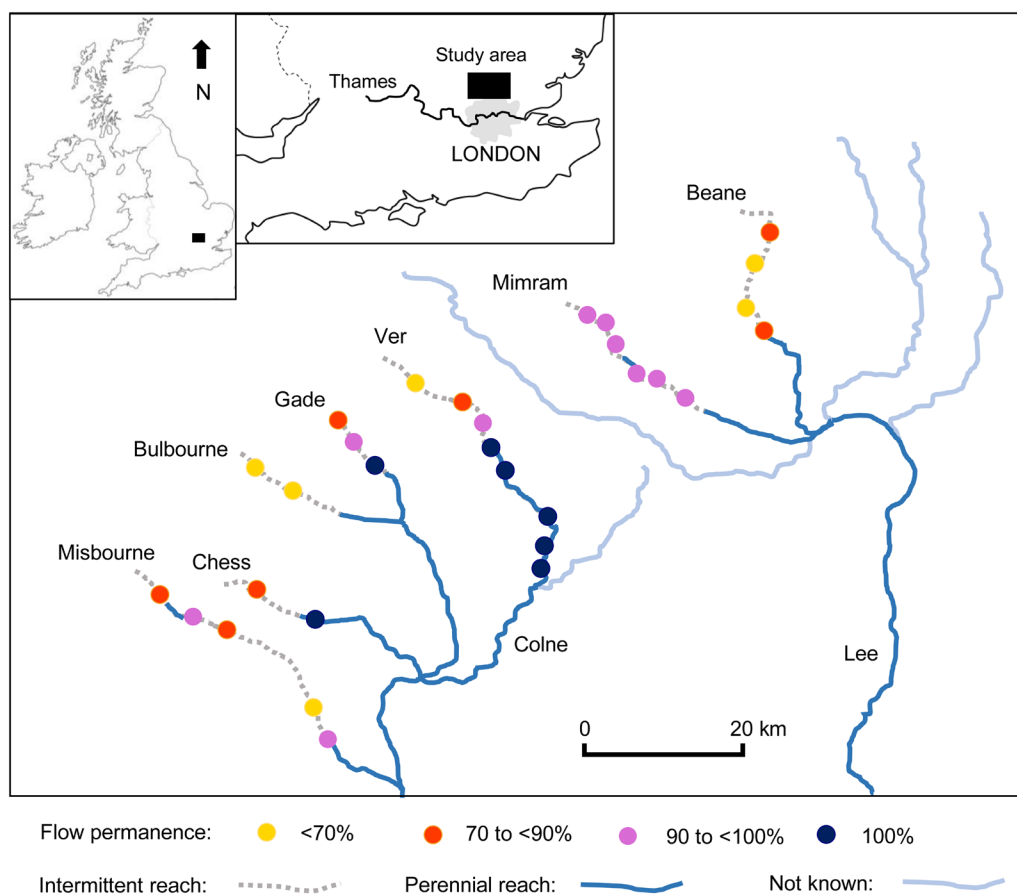 N
Study area
Thames
LONDON
Beane
Mimram
Ver
Gade
Bulbourne
Misbourne
Chess
Colne
Lee
0 20 km
Flow permanence: <70% 70 to <90% 90 to <100% 100%
Intermittent reach: Perennial reach: Not known: